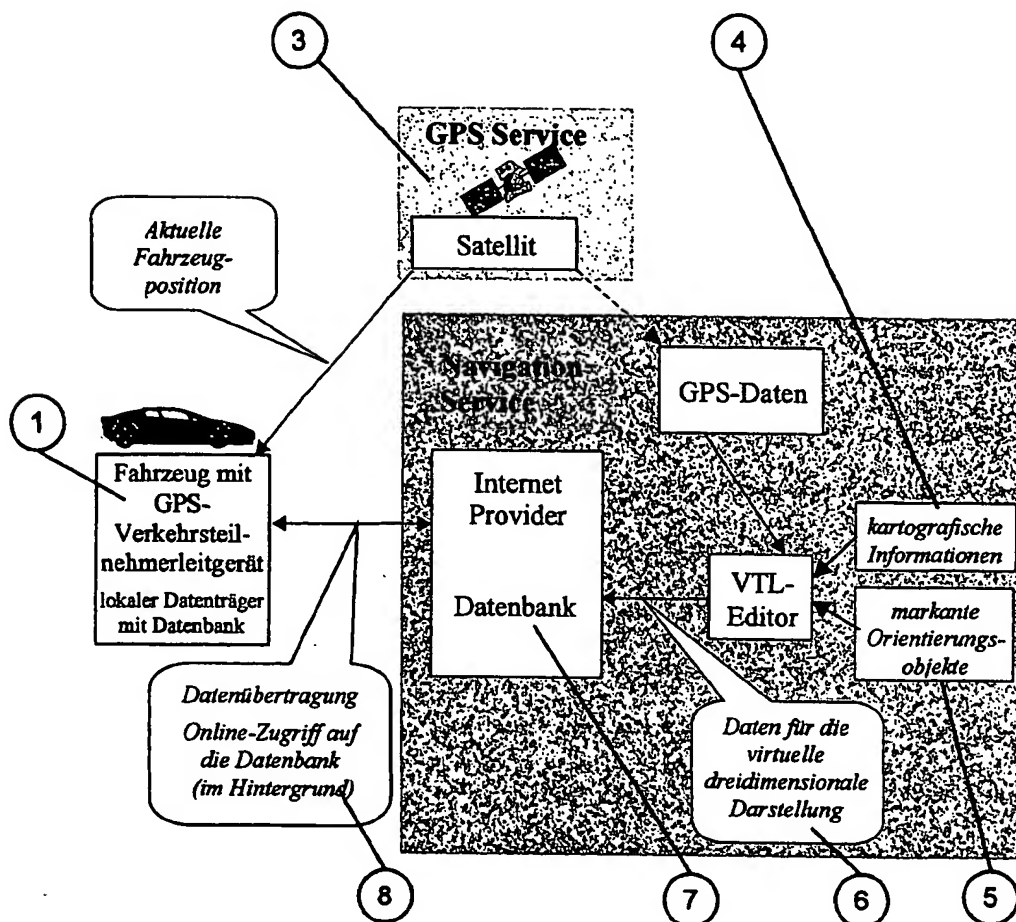 3
4
GPS Service
Satellit
Aktuelle
Fahrzeug-
position
Navigation-
Service
GPS-Daten
1
Fahrzeug mit
GPS-
Verkehrsteil-
nehmerleitgerät
lokaler Datenträger
mit Datenbank
Internet
Provider
Datenbank
VTL-
Editor
kartografische
Informationen
markante
Orientierungs-
objekte
Datenübertragung
Online-Zugriff auf
die Datenbank
(im Hintergrund)
Daten für die
virtuelle
dreidimensionale
Darstellung
8
7
6
5